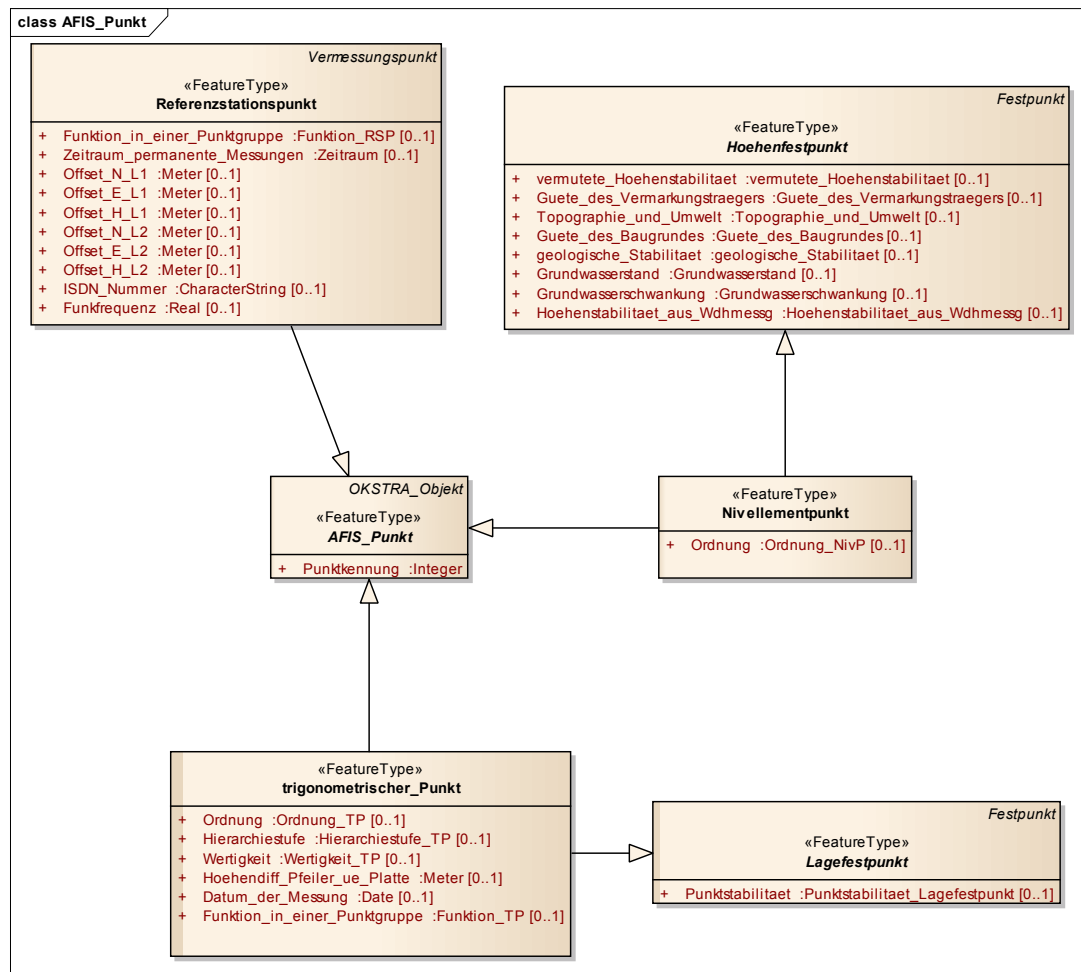 class AFIS_Punkt
Vermessungspunkt
«FeatureType»
Referenzstationspunkt
+ Funktion_in_einer_Punktgruppe :Funktion_RSP [0..1]
+ Zeitraum_permanente_Messungen :Zeitraum [0..1]
+ Offset_N_L1 :Meter [0..1]
+ Offset_E_L1 :Meter [0..1]
+ Offset_H_L1 :Meter [0..1]
+ Offset_N_L2 :Meter [0..1]
+ Offset_E_L2 :Meter [0..1]
+ Offset_H_L2 :Meter [0..1]
+ ISDN_Nummer :CharacterString [0..1]
+ Funkfrequenz :Real [0..1]
Festpunkt
«FeatureType»
Hoehenfestpunkt
+ vermutete_Hoehenstabilitaet :vermutete_Hoehenstabilitaet [0..1]
+ Guete_des_Vermarkungstraegers :Guete_des_Vermarkungstraegers [0..1]
+ Topographie_und_Umwelt :Topographie_und_Umwelt [0..1]
+ Guete_des_Baugrundes :Guete_des_Baugrundes [0..1]
+ geologische_Stabilitaet :geologische_Stabilitaet [0..1]
+ Grundwasserstand :Grundwasserstand [0..1]
+ Grundwasserschwankung :Grundwasserschwankung [0..1]
+ Hoehenstabilitaet_aus_Wdhmessg :Hoehenstabilitaet_aus_Wdhmessg [0..1]
OKSTRA_Objekt
«FeatureType»
AFIS_Punkt
+ Punktkennung :Integer
«FeatureType»
Nivellementpunkt
+ Ordnung :Ordnung_NivP [0..1]
«FeatureType»
trigonometrischer_Punkt
+ Ordnung :Ordnung_TP [0..1]
+ Hierarchiestufe :Hierarchiestufe_TP [0..1]
+ Wertigkeit :Wertigkeit_TP [0..1]
+ Hoehendiff_Pfeiler_ue_Platte :Meter [0..1]
+ Datum_der_Messung :Date [0..1]
+ Funktion_in_einer_Punktgruppe :Funktion_TP [0..1]
Festpunkt
«FeatureType»
Lagefestpunkt
+ Punktstabilitaet :Punktstabilitaet_Lagefestpunkt [0..1]